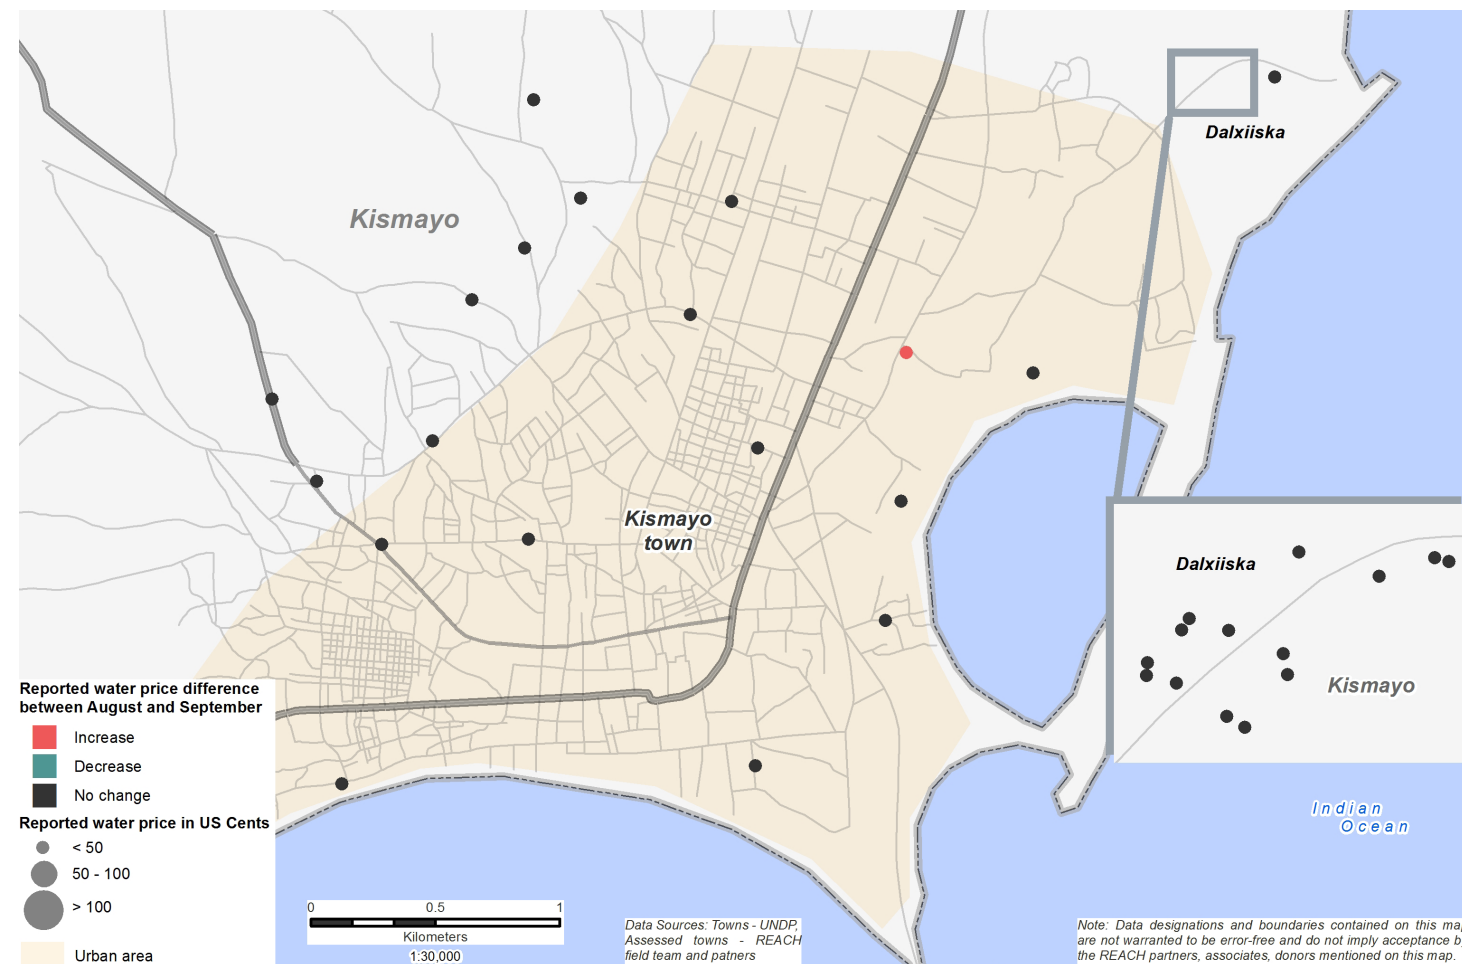 Dalxiiska
Kismayo
Kismayo
town
Dalxiiska
Kismayo
Reported water price difference
between August and September
Increase
Decrease
No change
Reported water price in US Cents
< 50
50 - 100
> 100
Urban area
0 0.5 1
Kilometers
1:30,000
Indian
Ocean
Data Sources: Towns - UNDP,
Assessed towns - REACH
field team and patners
Note: Data designations and boundaries contained on this map
are not warranted to be error-free and do not imply acceptance by
the REACH partners, associates, donors mentioned on this map.